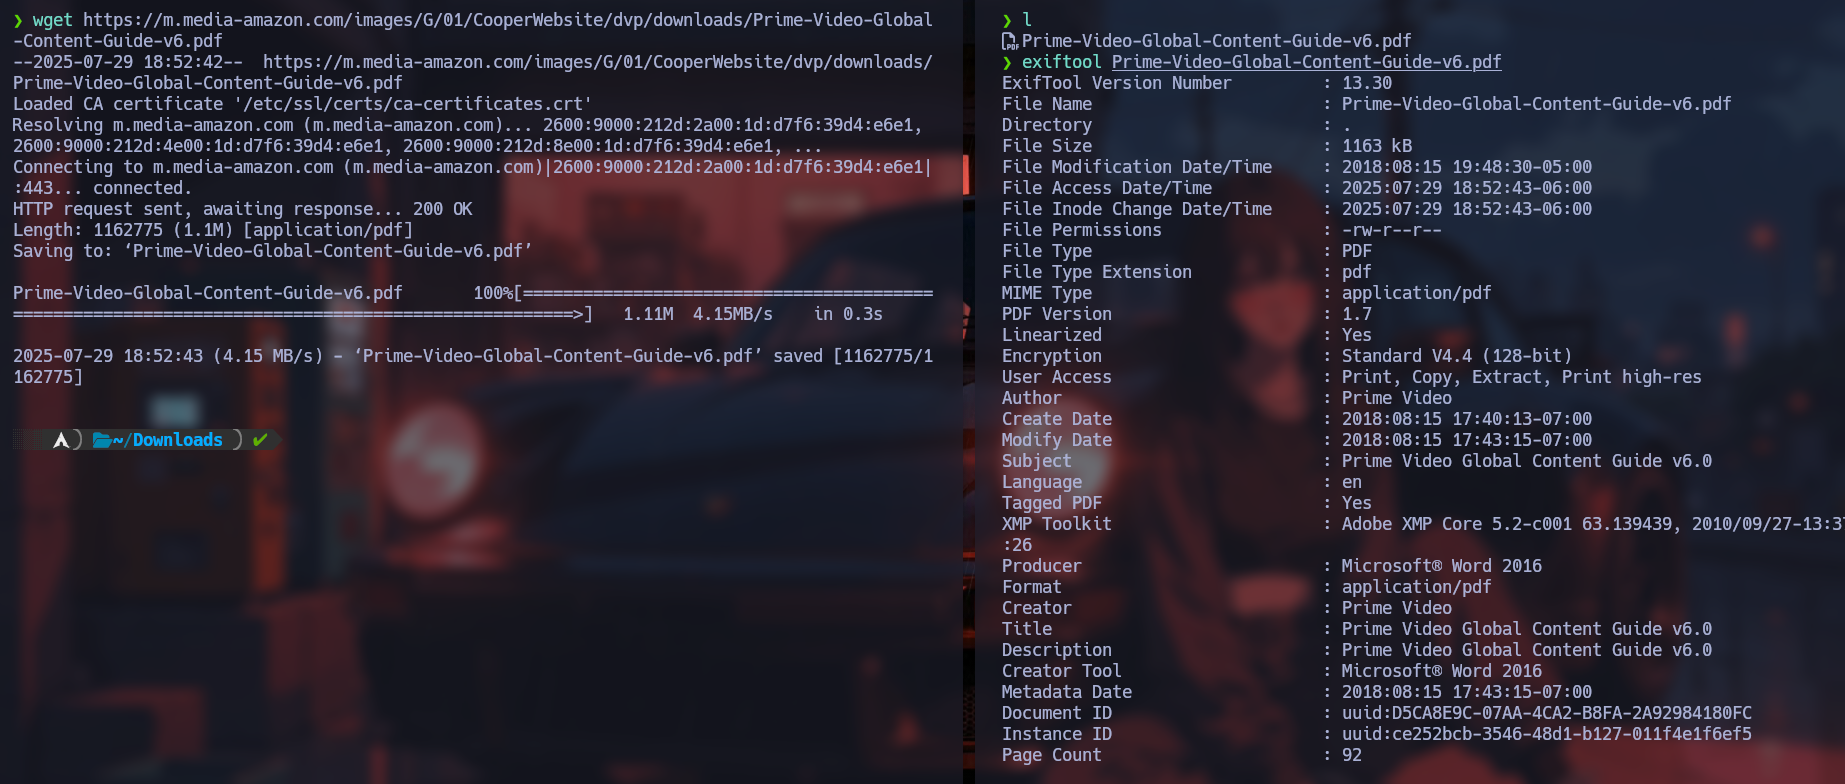 ❯ wget https://m.media-amazon.com/images/G/01/CooperWebsite/dvp/downloads/Prime-Video-Global
-Content-Guide-v6.pdf
--2025-07-29 18:52:42--  https://m.media-amazon.com/images/G/01/CooperWebsite/dvp/downloads/
Prime-Video-Global-Content-Guide-v6.pdf
Loaded CA certificate '/etc/ssl/certs/ca-certificates.crt'
Resolving m.media-amazon.com (m.media-amazon.com)... 2600:9000:212d:2a00:1d:d7f6:39d4:e6e1,
2600:9000:212d:4e00:1d:d7f6:39d4:e6e1, 2600:9000:212d:8e00:1d:d7f6:39d4:e6e1, ...
Connecting to m.media-amazon.com (m.media-amazon.com)|2600:9000:212d:2a00:1d:d7f6:39d4:e6e1|
:443... connected.
HTTP request sent, awaiting response... 200 OK
Length: 1162775 (1.1M) [application/pdf]
Saving to: ‘Prime-Video-Global-Content-Guide-v6.pdf’
Prime-Video-Global-Content-Guide-v6.pdf       100%[=========================================
========================================================>]   1.11M  4.15MB/s    in 0.3s
2025-07-29 18:52:43 (4.15 MB/s) - ‘Prime-Video-Global-Content-Guide-v6.pdf’ saved [1162775/1
162775]
~/Downloads ✔
❯ l
Prime-Video-Global-Content-Guide-v6.pdf
❯ exiftool Prime-Video-Global-Content-Guide-v6.pdf
ExifTool Version Number         : 13.30
File Name                       : Prime-Video-Global-Content-Guide-v6.pdf
Directory                       : .
File Size                       : 1163 kB
File Modification Date/Time     : 2018:08:15 19:48:30-05:00
File Access Date/Time           : 2025:07:29 18:52:43-06:00
File Inode Change Date/Time     : 2025:07:29 18:52:43-06:00
File Permissions                : -rw-r--r--
File Type                       : PDF
File Type Extension             : pdf
MIME Type                       : application/pdf
PDF Version                     : 1.7
Linearized                      : Yes
Encryption                      : Standard V4.4 (128-bit)
User Access                     : Print, Copy, Extract, Print high-res
Author                          : Prime Video
Create Date                     : 2018:08:15 17:40:13-07:00
Modify Date                     : 2018:08:15 17:43:15-07:00
Subject                         : Prime Video Global Content Guide v6.0
Language                        : en
Tagged PDF                      : Yes
XMP Toolkit                     : Adobe XMP Core 5.2-c001 63.139439, 2010/09/27-13:37
:26
Producer                        : Microsoft® Word 2016
Format                          : application/pdf
Creator                         : Prime Video
Title                           : Prime Video Global Content Guide v6.0
Description                     : Prime Video Global Content Guide v6.0
Creator Tool                    : Microsoft® Word 2016
Metadata Date                   : 2018:08:15 17:43:15-07:00
Document ID                     : uuid:D5CA8E9C-07AA-4CA2-B8FA-2A92984180FC
Instance ID                     : uuid:ce252bcb-3546-48d1-b127-011f4e1f6ef5
Page Count                      : 92